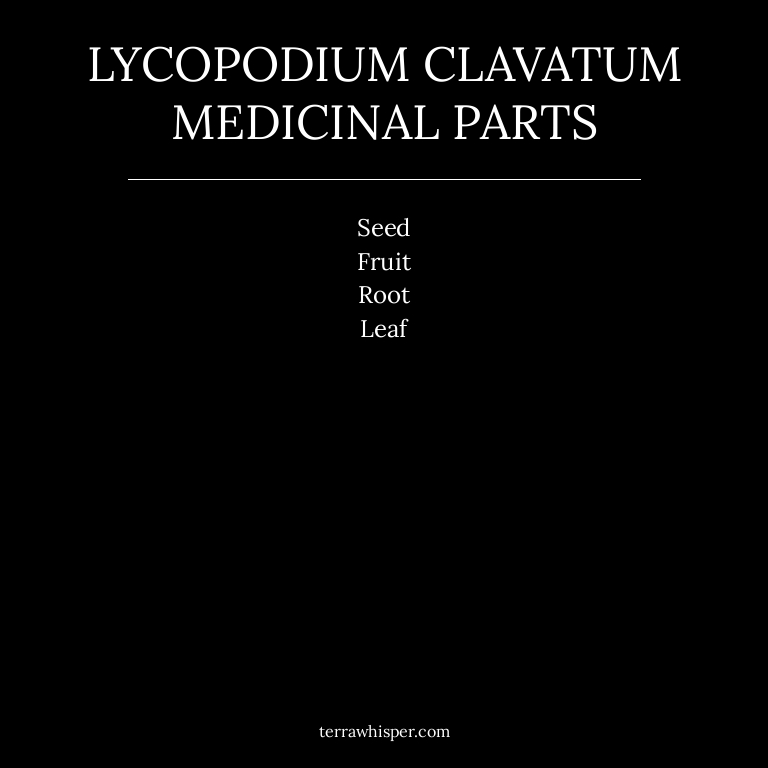 LYCOPODIUM CLAVATUM
MEDICINAL PARTS
Seed
Fruit
Root
Leaf
terrawhisper.com